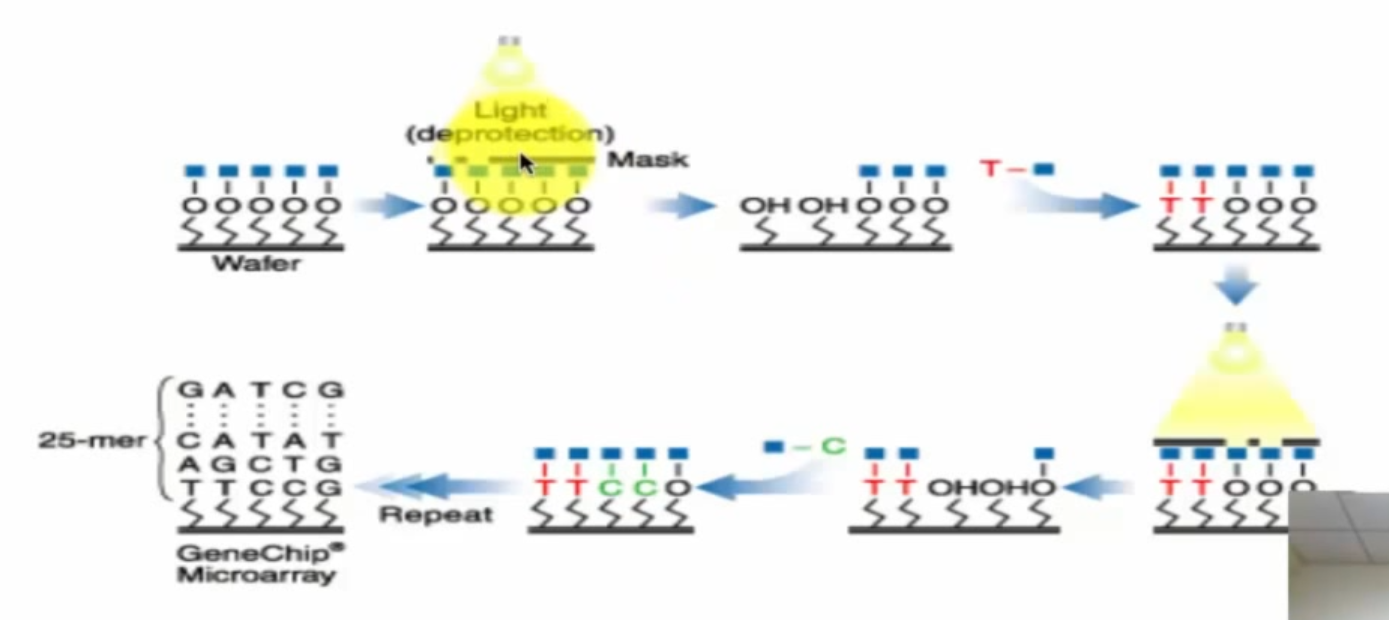 Light
(deprotection)
Mask
O O O O O
O O O O O
OH OH O O O
T
T T O O O
Wafer
G A T C G
25-mer
C A T A T
A G C T G
T T C C G
Repeat
T T C C O
C
T T OH OH O
T T O O O
GeneChip®
Microarray